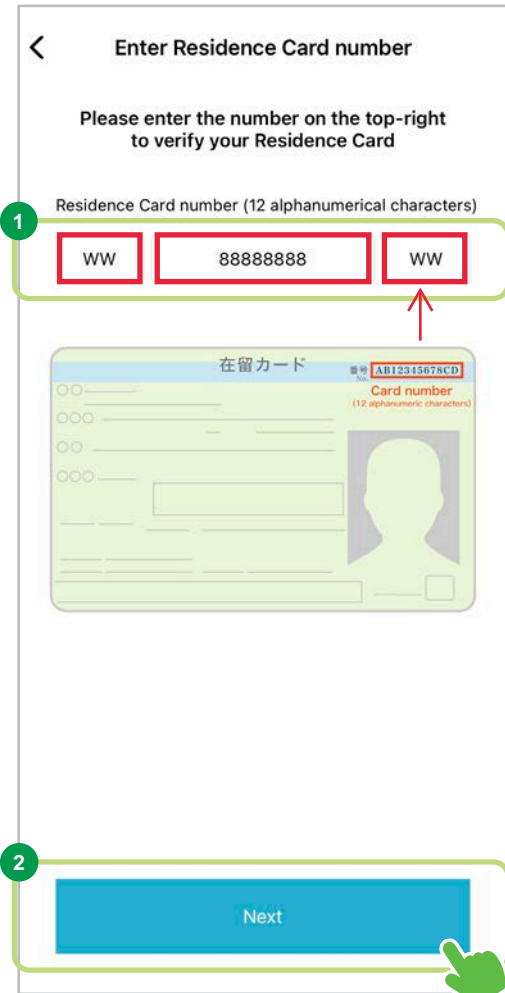 Enter Residence Card number
Please enter the number on the top-right
to verify your Residence Card
Residence Card number (12 alphanumerical characters)
1
WW 88888888 WW
在留カード
番号 AB12345678CD
No.
Card number
(12 alphanumeric characters)
○○
○○○
○○
○○○
2
Next